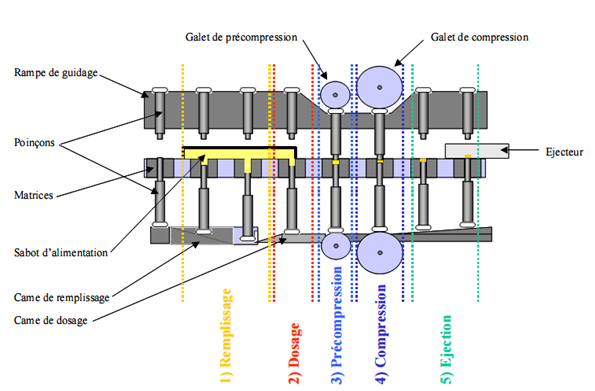 Galet de précompression
Galet de compression
Rampe de guidage
Poinçons
Ejecteur
Matrices
Sabot d'alimentation
Came de remplissage
Came de dosage
1) Remplissage
2) Dosage
3) Précompression
4) Compression
5) Ejection